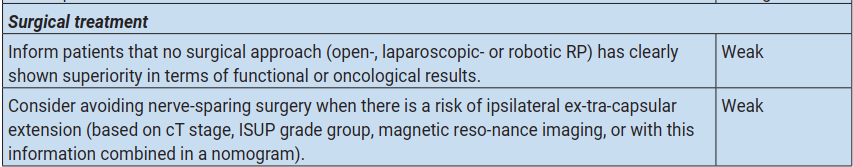 Surgical treatment
Inform patients that no surgical approach (open-, laparoscopic- or robotic RP) has clearly Weak
shown superiority in terms of functional or oncological results.
Consider avoiding nerve-sparing surgery when there is a risk of ipsilateral ex-tra-capsular Weak
extension (based on cT stage, ISUP grade group, magnetic reso-nance imaging, or with this
information combined in a nomogram).